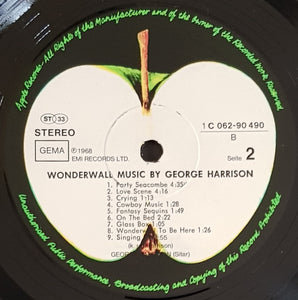 Apple Records · All Rights of the Manufacturer and of the Owner of the Recorded Work Reserved
ST 33
STEREO
GEMA
℗1968
EMI RECORDS LTD.
1 C 062-90 490
B
Seite 2
WONDERWALL MUSIC BY GEORGE HARRISON
1. Party Seacombe 4:35
2. Love Scene 4:16
3. Crying 1:13
4. Cowboy Music 1:28
5. Fantasy Sequins 1:49
6. On The Bed 2:22
7. Glass Box
8. Wonderwall To Be Here 1:
9. Singing :55
Harrison)
GEO (Sitar)
Unauthorised Public Performance, Broadcasting and Copying of this Record Prohibited